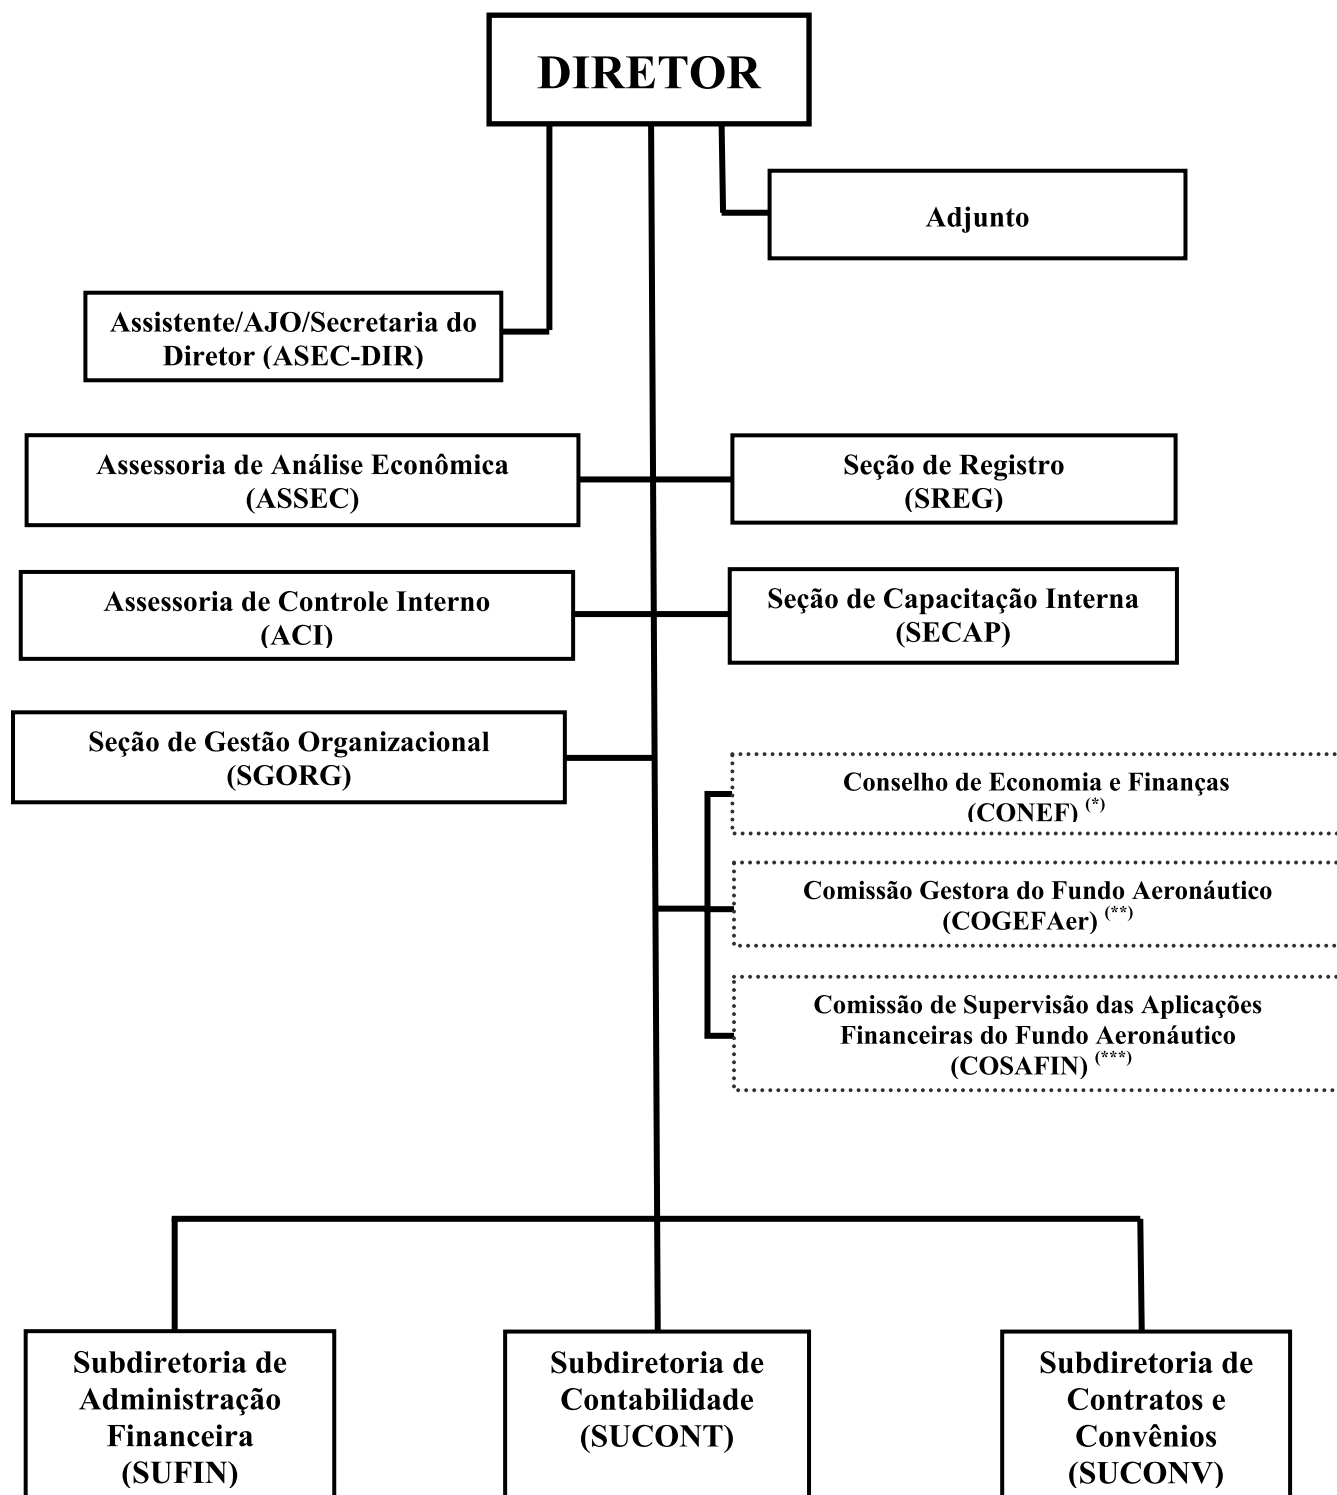 DIRETOR
Adjunto
Assistente/AJO/Secretaria do
Diretor (ASEC-DIR)
Assessoria de Análise Econômica
(ASSEC)
Seção de Registro
(SREG)
Assessoria de Controle Interno
(ACI)
Seção de Capacitação Interna
(SECAP)
Seção de Gestão Organizacional
(SGORG)
Conselho de Economia e Finanças
(CONEF) (*)
Comissão Gestora do Fundo Aeronáutico
(COGEFAer) (**)
Comissão de Supervisão das Aplicações
Financeiras do Fundo Aeronáutico
(COSAFIN) (***)
Subdiretoria de
Administração
Financeira
(SUFIN)
Subdiretoria de
Contabilidade
(SUCONT)
Subdiretoria de
Contratos e
Convênios
(SUCONV)